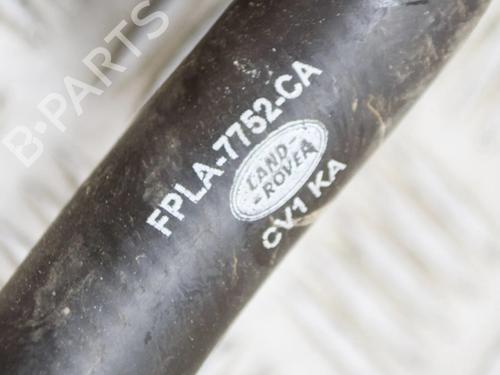 B·PARTS
FPLA-7752-CA
LAND-
-ROVER
CV1 KA